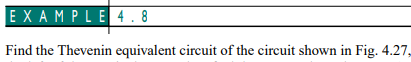 EXAMPLE 4.8
Find the Thevenin equivalent circuit of the circuit shown in Fig. 4.27,